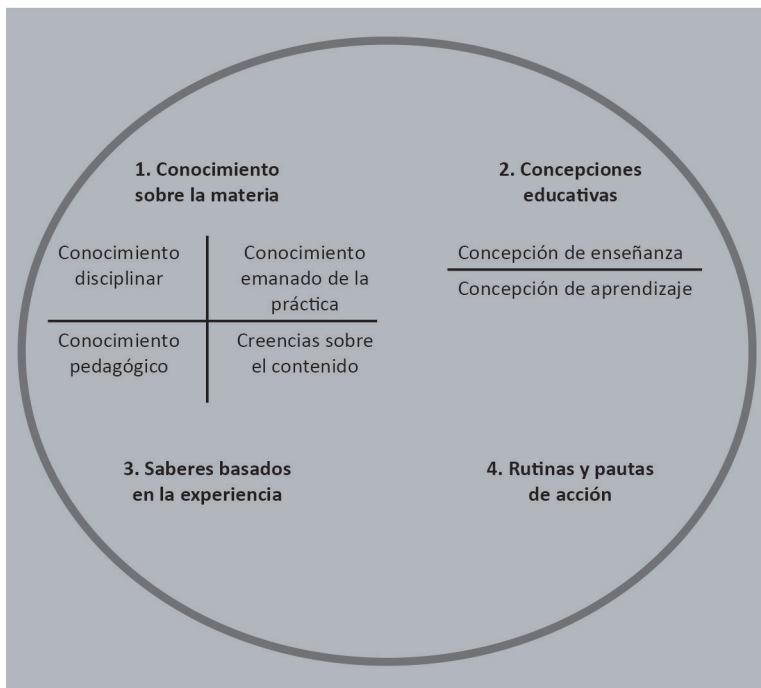 1. Conocimiento
sobre la materia
Conocimiento
disciplinar
Conocimiento
emanado de la
práctica
Conocimiento
pedagógico
Creencias sobre
el contenido
2. Concepciones
educativas
Concepción de enseñanza
Concepción de aprendizaje
3. Saberes basados
en la experiencia
4. Rutinas y pautas
de acción